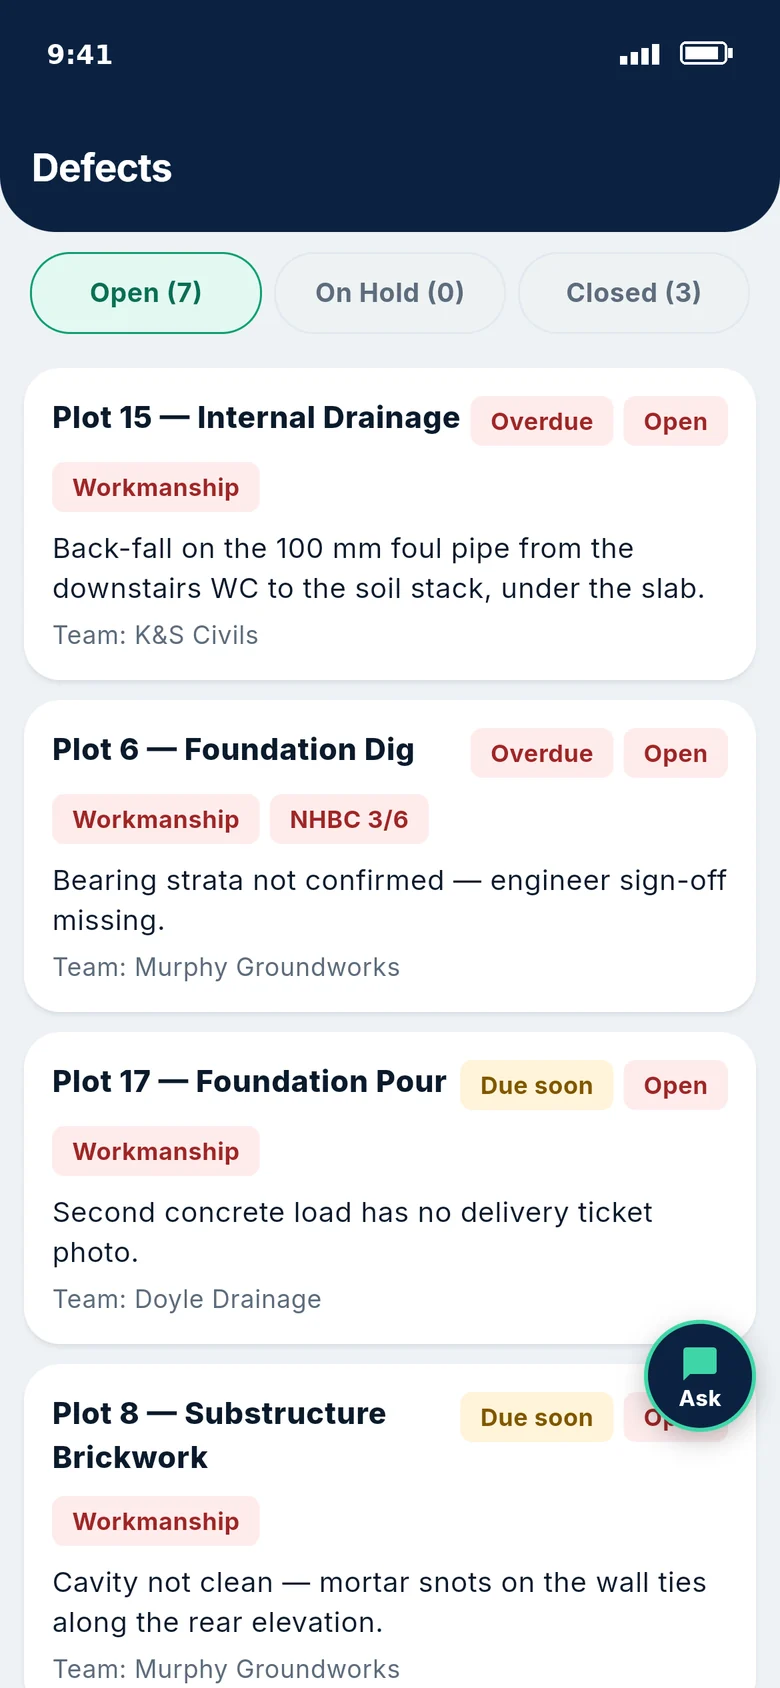 9:41
Defects
Open (7)
On Hold (0)
Closed (3)
Plot 15 — Internal Drainage
Overdue
Open
Workmanship
Back-fall on the 100 mm foul pipe from the
downstairs WC to the soil stack, under the slab.
Team: K&S Civils
Plot 6 — Foundation Dig
Overdue
Open
Workmanship
NHBC 3/6
Bearing strata not confirmed — engineer sign-off
missing.
Team: Murphy Groundworks
Plot 17 — Foundation Pour
Due soon
Open
Workmanship
Second concrete load has no delivery ticket
photo.
Team: Doyle Drainage
Ask
Plot 8 — Substructure
Brickwork
Due soon
Workmanship
Cavity not clean — mortar snots on the wall ties
along the rear elevation.
Team: Murphy Groundworks